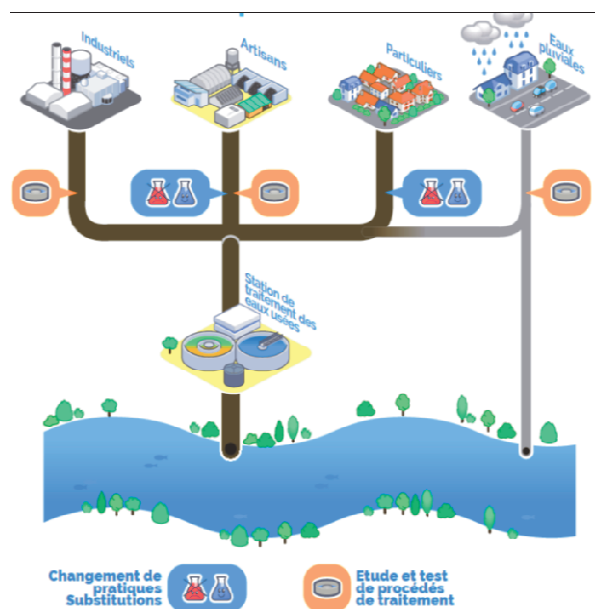 Industriels
Artisans
Particuliers
Eaux
pluviales
Station de
traitement des
eaux usées
Changement de
pratiques
Substitutions
Etude et test
de procédés
de traitement